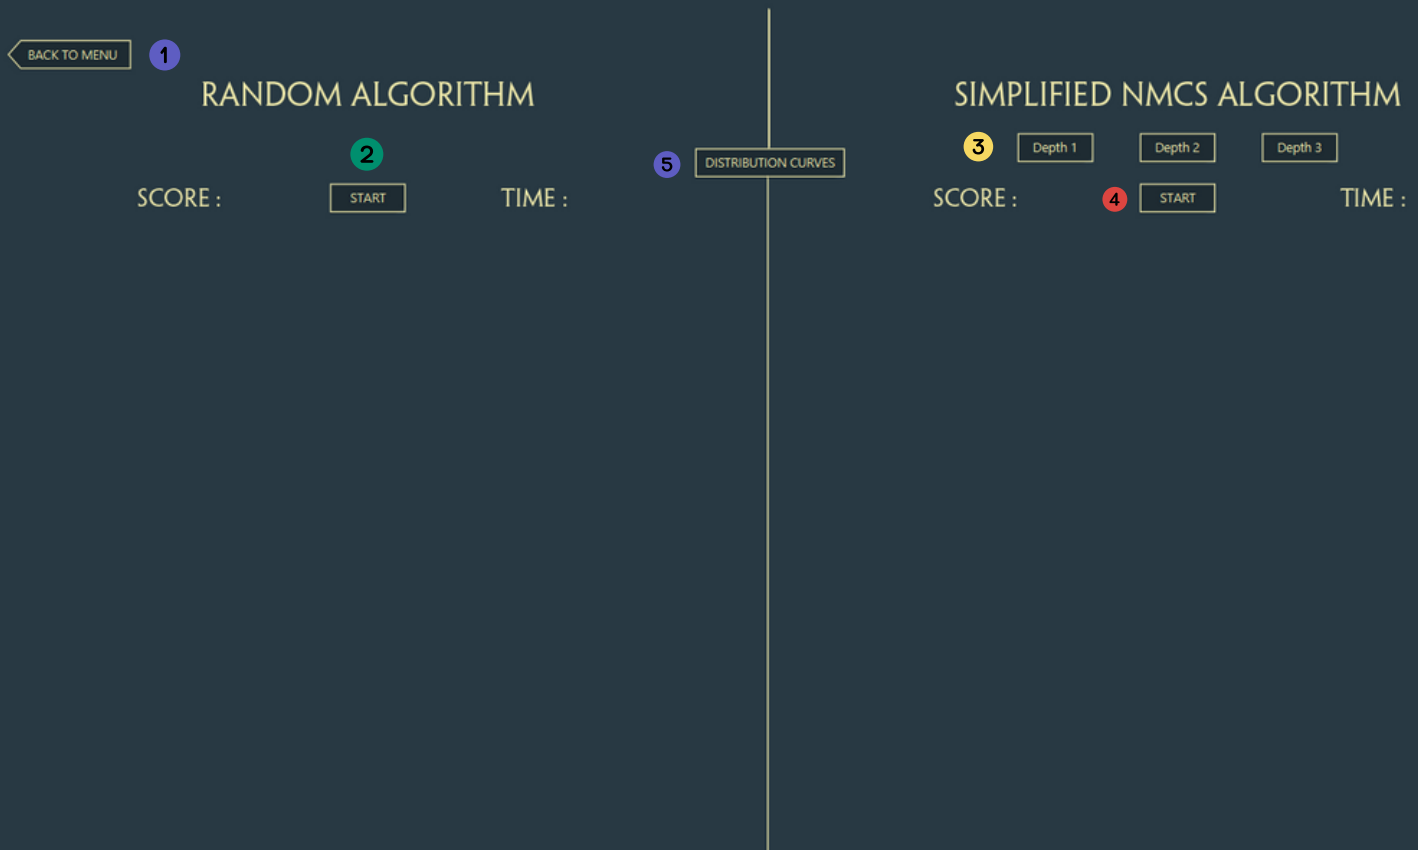 BACK TO MENU
1
RANDOM ALGORITHM
2
SCORE :
START
TIME :
5
DISTRIBUTION CURVES
SIMPLIFIED NMCS ALGORITHM
3
Depth 1
Depth 2
Depth 3
SCORE :
4
START
TIME :